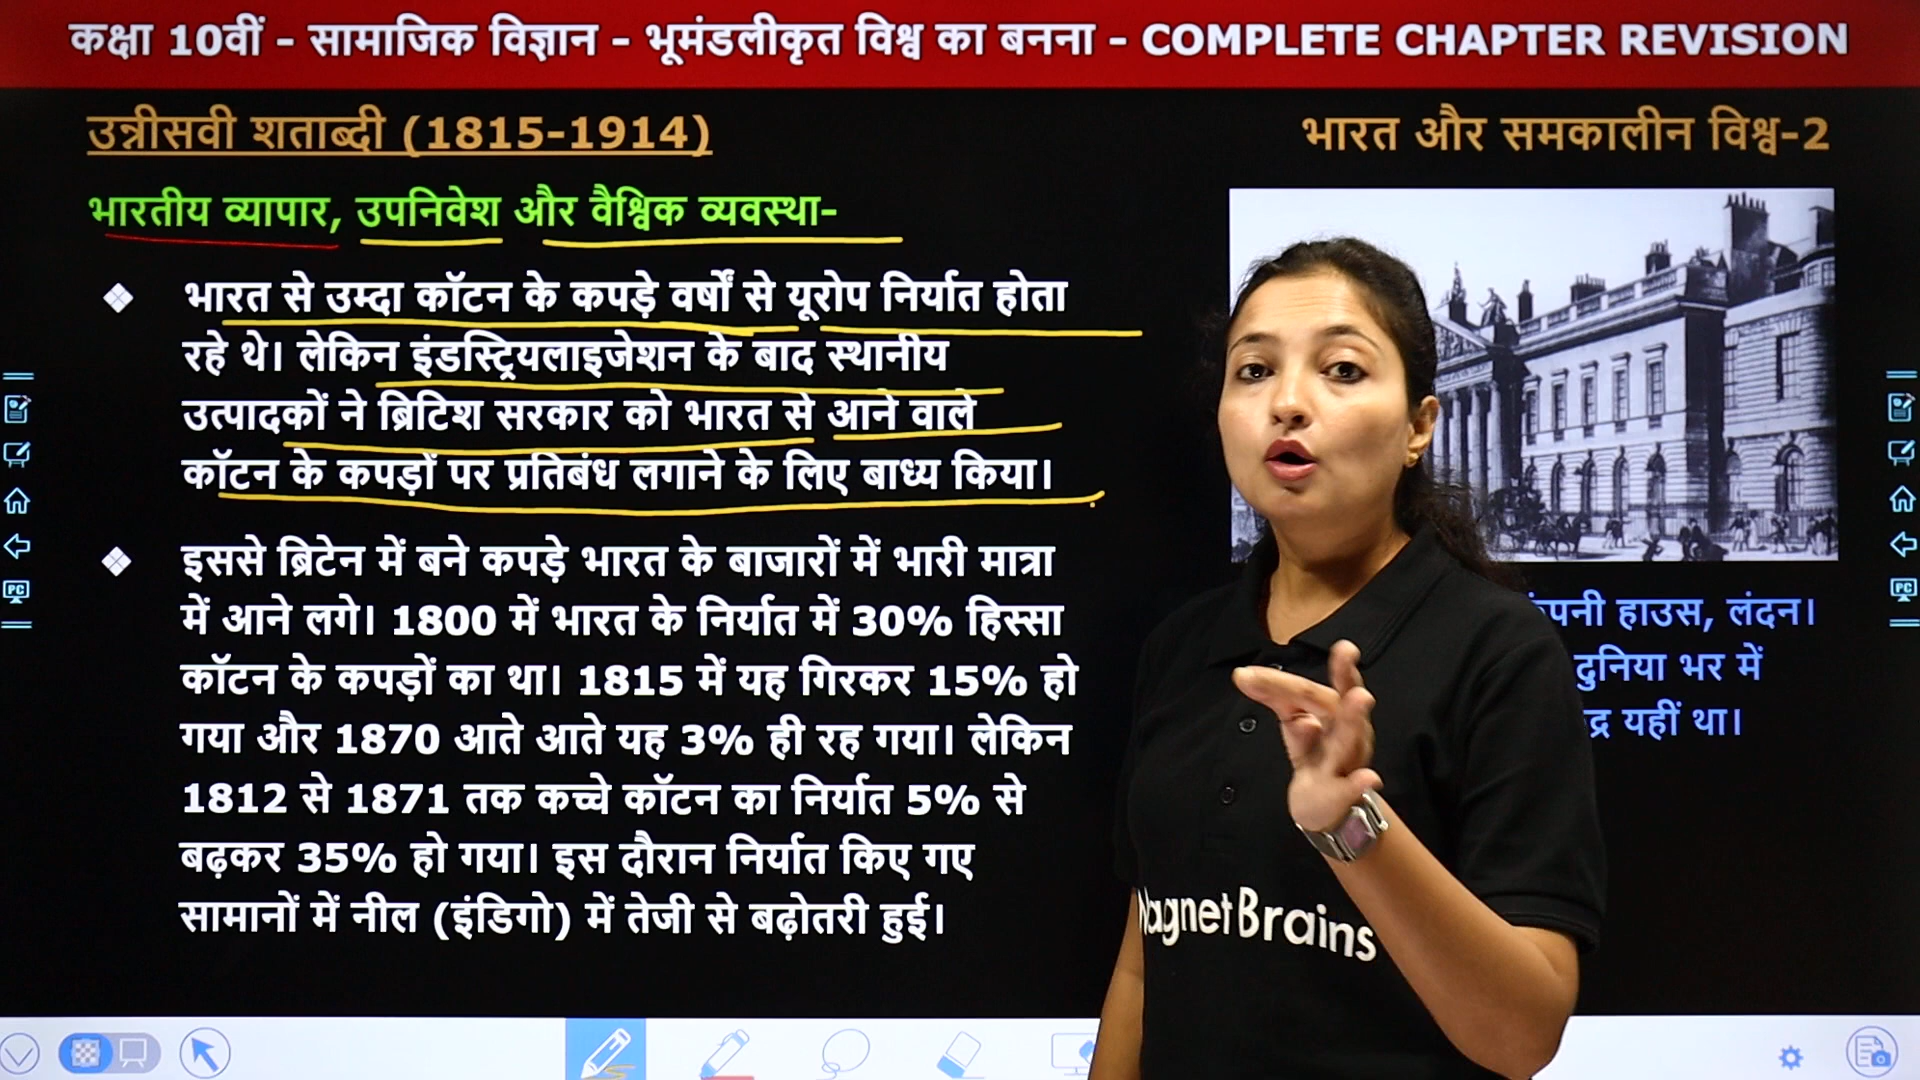 कक्षा 10वीं - सामाजिक विज्ञान - भूमंडलीकृत विश्व का बनना - COMPLETE CHAPTER REVISION
उन्नीसवी शताब्दी (1815-1914)
भारत और समकालीन विश्व-2
भारतीय व्यापार, उपनिवेश और वैश्विक व्यवस्था-
भारत से उम्दा कॉटन के कपड़े वर्षों से यूरोप निर्यात होता
रहे थे। लेकिन इंडस्ट्रियलाइजेशन के बाद स्थानीय
उत्पादकों ने ब्रिटिश सरकार को भारत से आने वाले
कॉटन के कपड़ों पर प्रतिबंध लगाने के लिए बाध्य किया।
इससे ब्रिटेन में बने कपड़े भारत के बाजारों में भारी मात्रा
में आने लगे। 1800 में भारत के निर्यात में 30% हिस्सा
कॉटन के कपड़ों का था। 1815 में यह गिरकर 15% हो
गया और 1870 आते आते यह 3% ही रह गया। लेकिन
1812 से 1871 तक कच्चे कॉटन का निर्यात 5% से
बढ़कर 35% हो गया। इस दौरान निर्यात किए गए
सामानों में नील (इंडिगो) में तेजी से बढ़ोतरी हुई।
हाउस, लंदन।
दुनिया भर में
यहीं था।
MagnetBrains
PC
PC